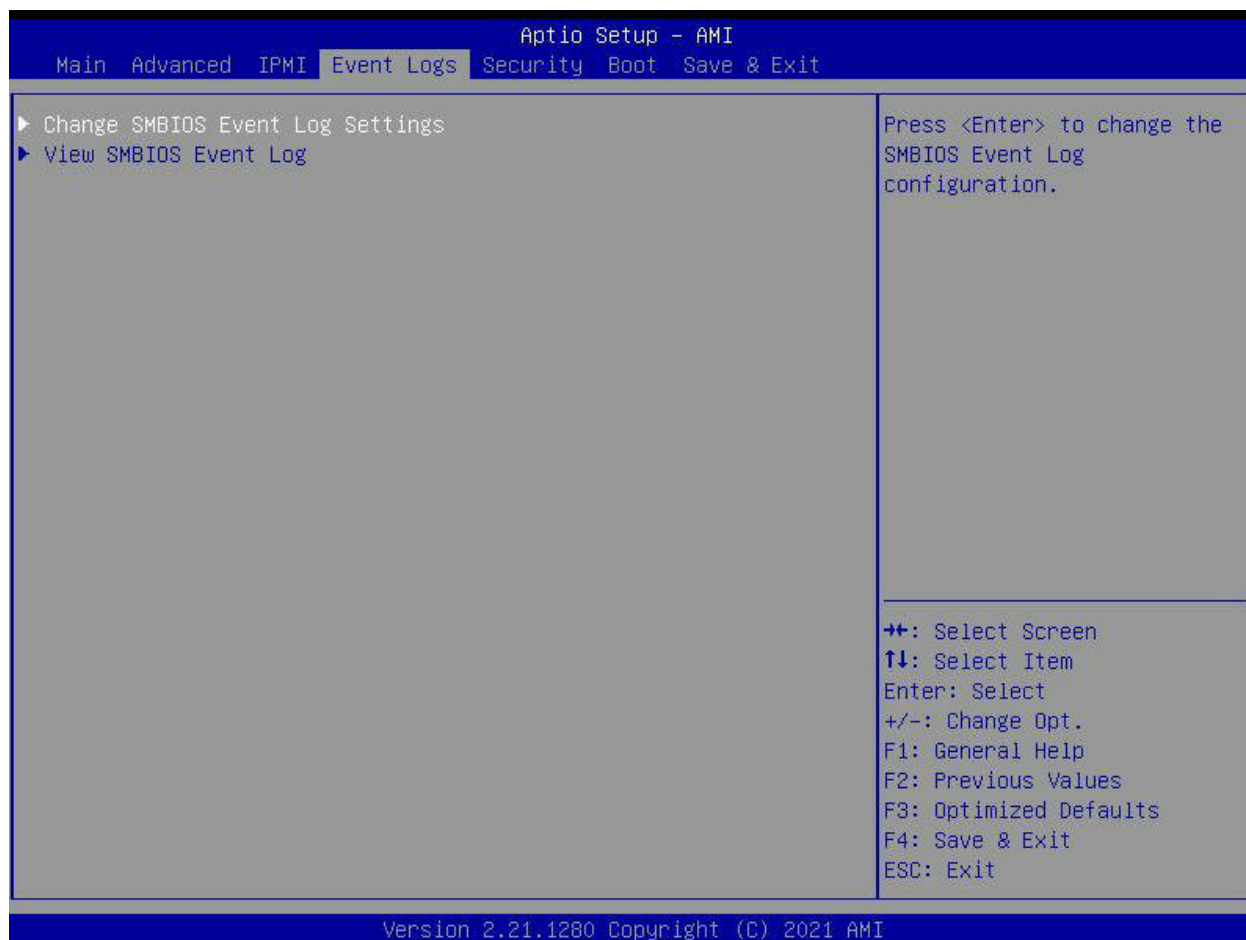 Aptio Setup – AMI
Main Advanced IPMI Event Logs Security Boot Save & Exit
▶ Change SMBIOS Event Log Settings
▶ View SMBIOS Event Log
Press <Enter> to change the
SMBIOS Event Log
configuration.
→←: Select Screen
↑↓: Select Item
Enter: Select
+/-: Change Opt.
F1: General Help
F2: Previous Values
F3: Optimized Defaults
F4: Save & Exit
ESC: Exit
Version 2.21.1280 Copyright (C) 2021 AMI